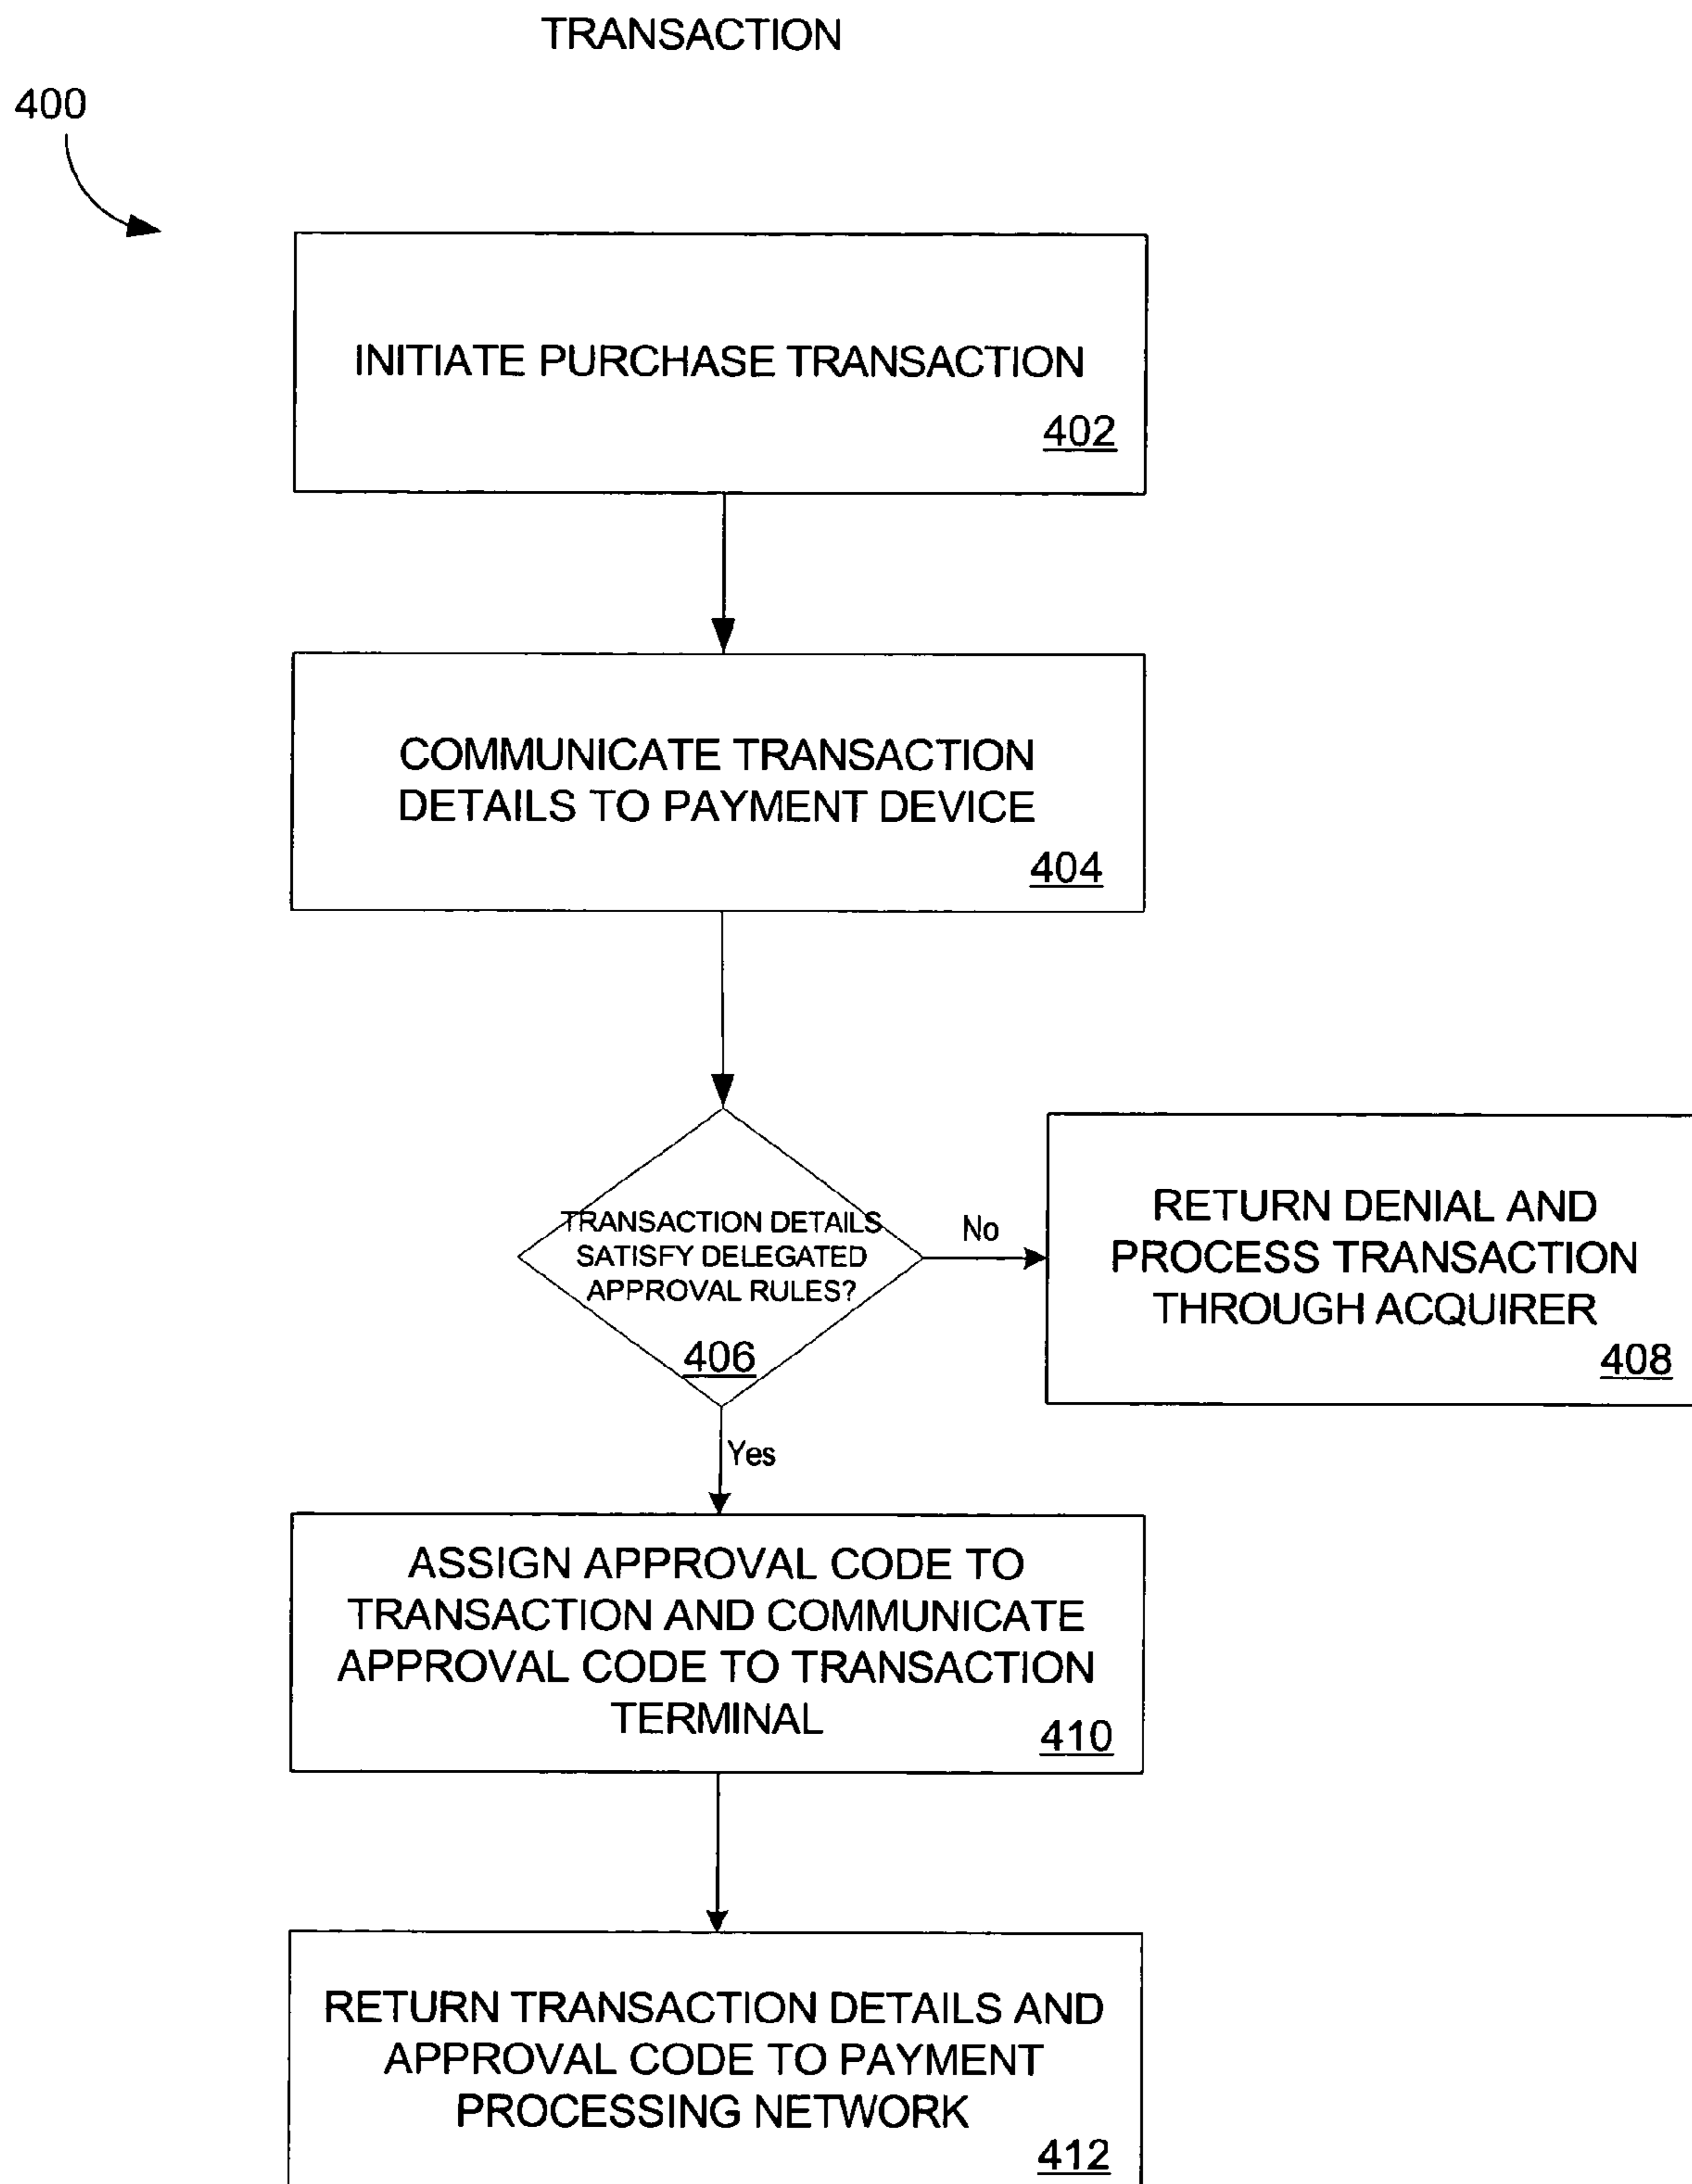 TRANSACTION
400
INITIATE PURCHASE TRANSACTION
402
COMMUNICATE TRANSACTION
DETAILS TO PAYMENT DEVICE
404
TRANSACTION DETAILS
SATISFY DELEGATED
APPROVAL RULES?
406
No
RETURN DENIAL AND
PROCESS TRANSACTION
THROUGH ACQUIRER
408
Yes
ASSIGN APPROVAL CODE TO
TRANSACTION AND COMMUNICATE
APPROVAL CODE TO TRANSACTION
TERMINAL
410
RETURN TRANSACTION DETAILS AND
APPROVAL CODE TO PAYMENT
PROCESSING NETWORK
412